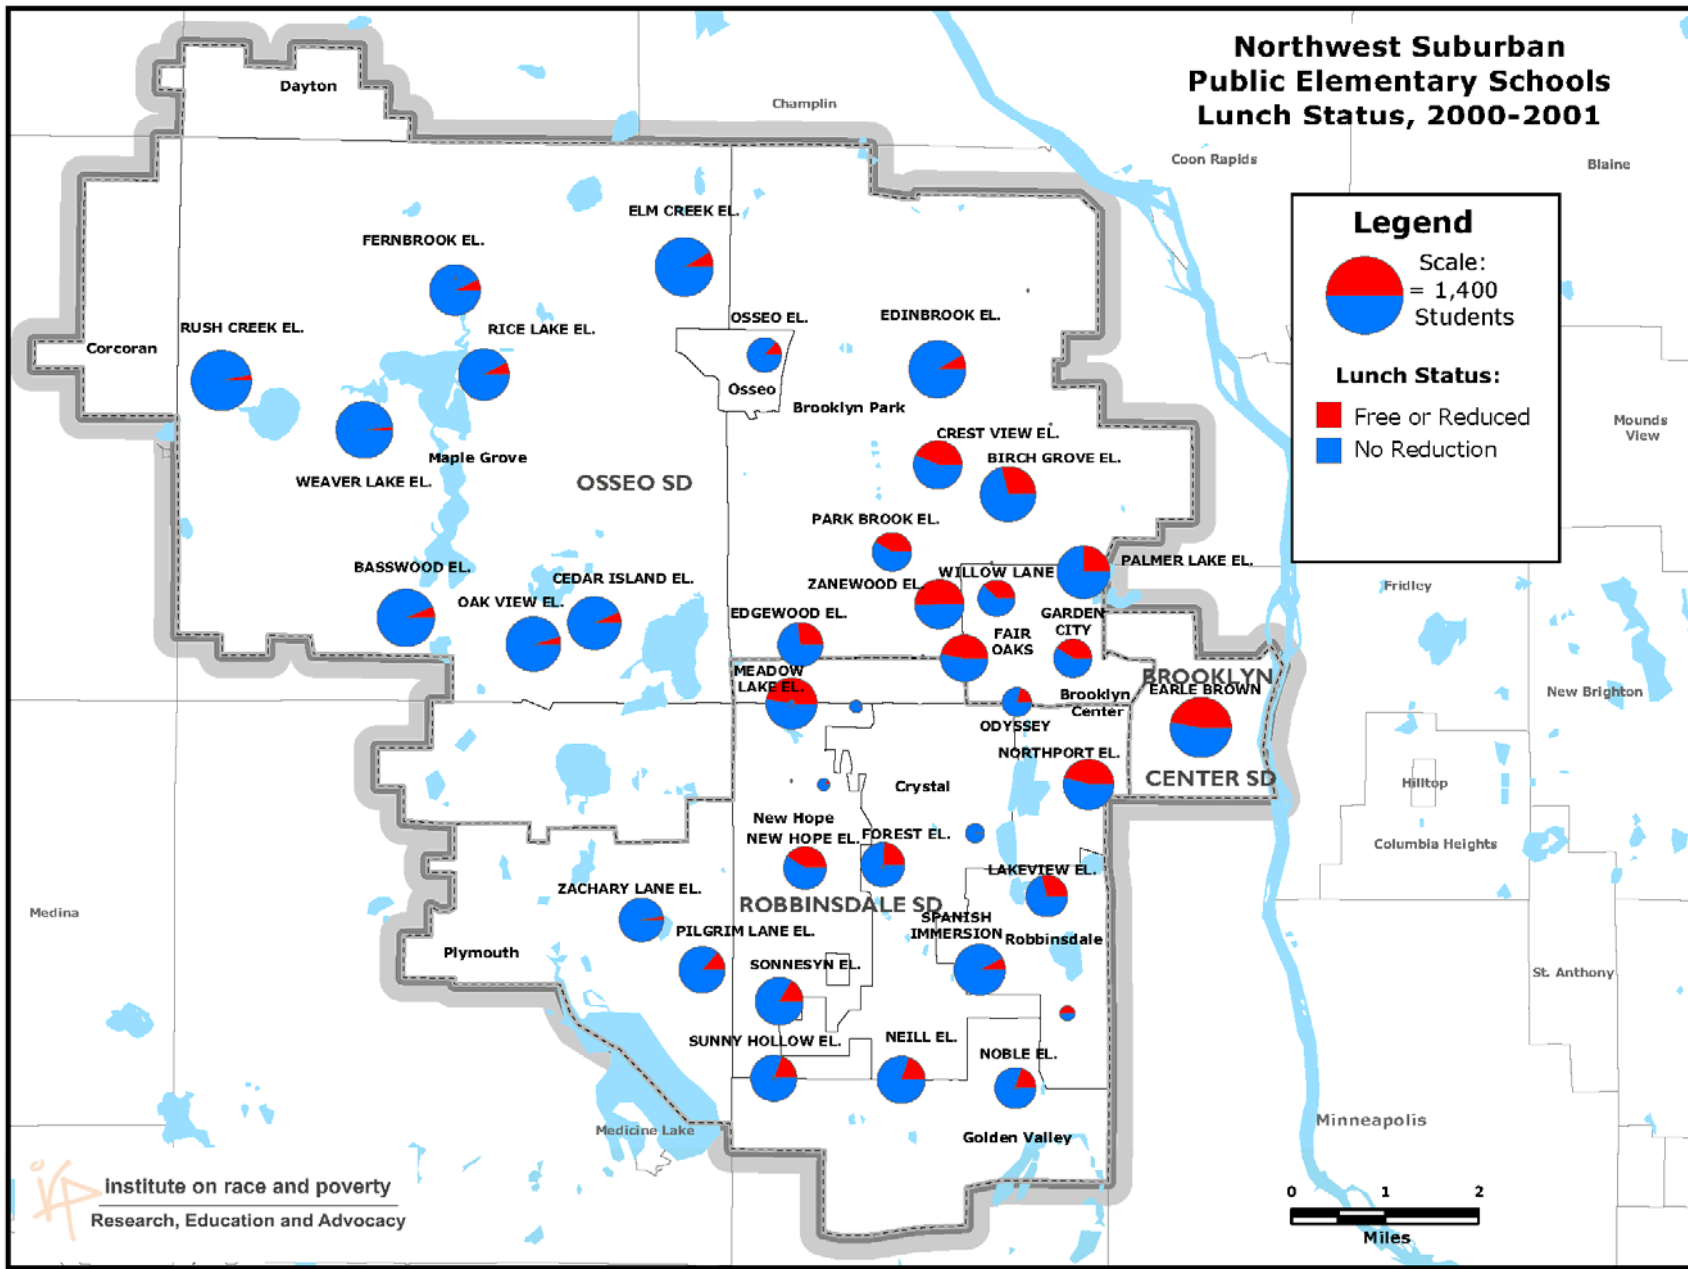 Northwest Suburban
Public Elementary Schools
Lunch Status, 2000-2001
Dayton
Champlin
Coon Rapids
Blaine
Legend
Scale:
= 1,400
Students
Lunch Status:
Free or Reduced
No Reduction
ELM CREEK EL.
FERNBROOK EL.
RUSH CREEK EL.
RICE LAKE EL.
OSSEO EL.
EDINBROOK EL.
Corcoran
Osseo
Brooklyn Park
Mounds
View
CREST VIEW EL.
BIRCH GROVE EL.
Maple Grove
WEAVER LAKE EL.
OSSEO SD
PARK BROOK EL.
BASSWOOD EL.
CEDAR ISLAND EL.
OAK VIEW EL.
ZANEWOOD EL.
WILLOW LANE
PALMER LAKE EL.
Fridley
EDGEWOOD EL.
GARDEN
CITY
FAIR
OAKS
MEADOW
LAKE EL.
BROOKLYN
EARLE BROWN
New Brighton
Brooklyn
Center
ODYSSEY
NORTHPORT EL.
CENTER SD
Hilltop
Crystal
New Hope
NEW HOPE EL.
FOREST EL.
Columbia Heights
LAKEVIEW EL.
ZACHARY LANE EL.
ROBBINSDALE SD
Medina
SPANISH
IMMERSION
Robbinsdale
PILGRIM LANE EL.
Plymouth
SONNESYN EL.
St. Anthony
SUNNY HOLLOW EL.
NEILL EL.
NOBLE EL.
Medicine Lake
Golden Valley
Minneapolis
institute on race and poverty
Research, Education and Advocacy
0 1 2
Miles